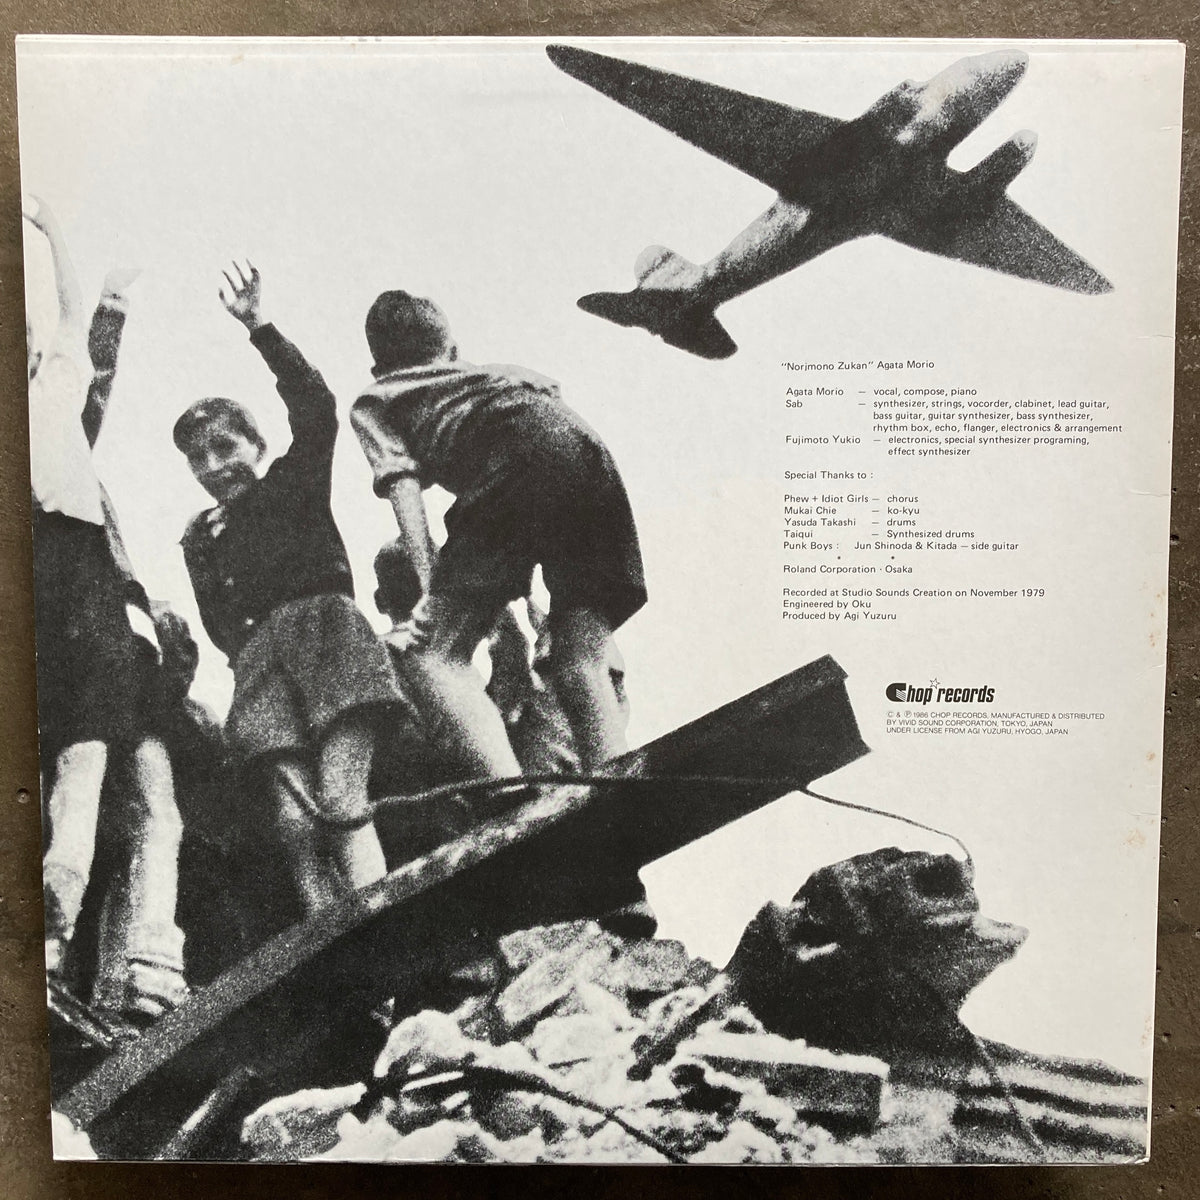 "Norimono Zukan" Agata Morio
Agata Morio — vocal, compose, piano
Sab — synthesizer, strings, vocorder, clabinet, lead guitar,
bass guitar, guitar synthesizer, bass synthesizer,
rhythm box, echo, flanger, electronics & arrangement
Fujimoto Yukio — electronics, special synthesizer programing,
effect synthesizer
Special Thanks to :
Phew + Idiot Girls — chorus
Mukai Chie — ko-kyu
Yasuda Takashi — drums
Taiqui — Synthesized drums
Punk Boys : Jun Shinoda & Kitada — side guitar
* *
Roland Corporation · Osaka
Recorded at Studio Sounds Creation on November 1979
Engineered by Oku
Produced by Agi Yuzuru
Chop records
© & ℗ 1986 CHOP RECORDS, MANUFACTURED & DISTRIBUTED
BY VIVID SOUND CORPORATION, TOKYO, JAPAN
UNDER LICENSE FROM AGI YUZURU, HYOGO, JAPAN